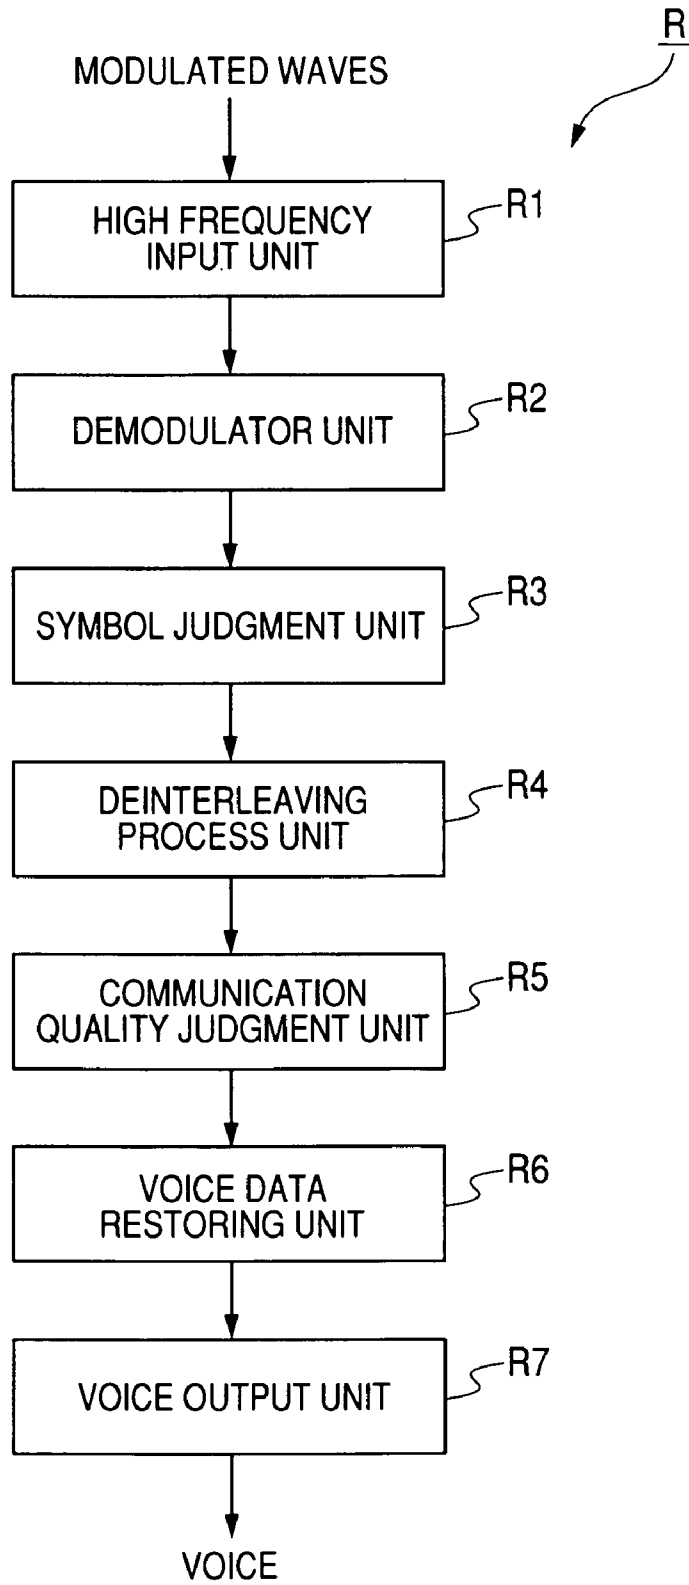 R
MODULATED WAVES
HIGH FREQUENCY
INPUT UNIT
R1
DEMODULATOR UNIT
R2
SYMBOL JUDGMENT UNIT
R3
DEINTERLEAVING
PROCESS UNIT
R4
COMMUNICATION
QUALITY JUDGMENT UNIT
R5
VOICE DATA
RESTORING UNIT
R6
VOICE OUTPUT UNIT
R7
VOICE